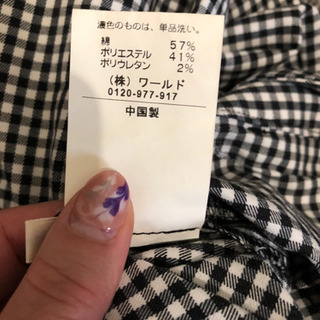 濃色のものは、単品洗い。
綿 57%
ポリエステル 41%
ポリウレタン 2%
(株)ワールド
0120-977-917
中国製